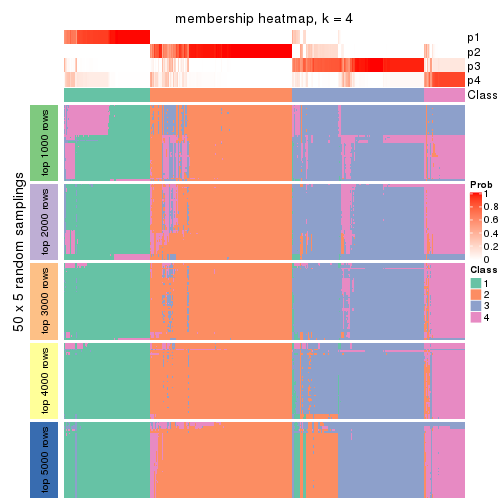 membership heatmap, k = 4
p1
p2
p3
p4
Class
50 x 5 random samplings
top 1000 rows
top 2000 rows
top 3000 rows
top 4000 rows
top 5000 rows
Prob
1
0.8
0.6
0.4
0.2
0
Class
1
2
3
4